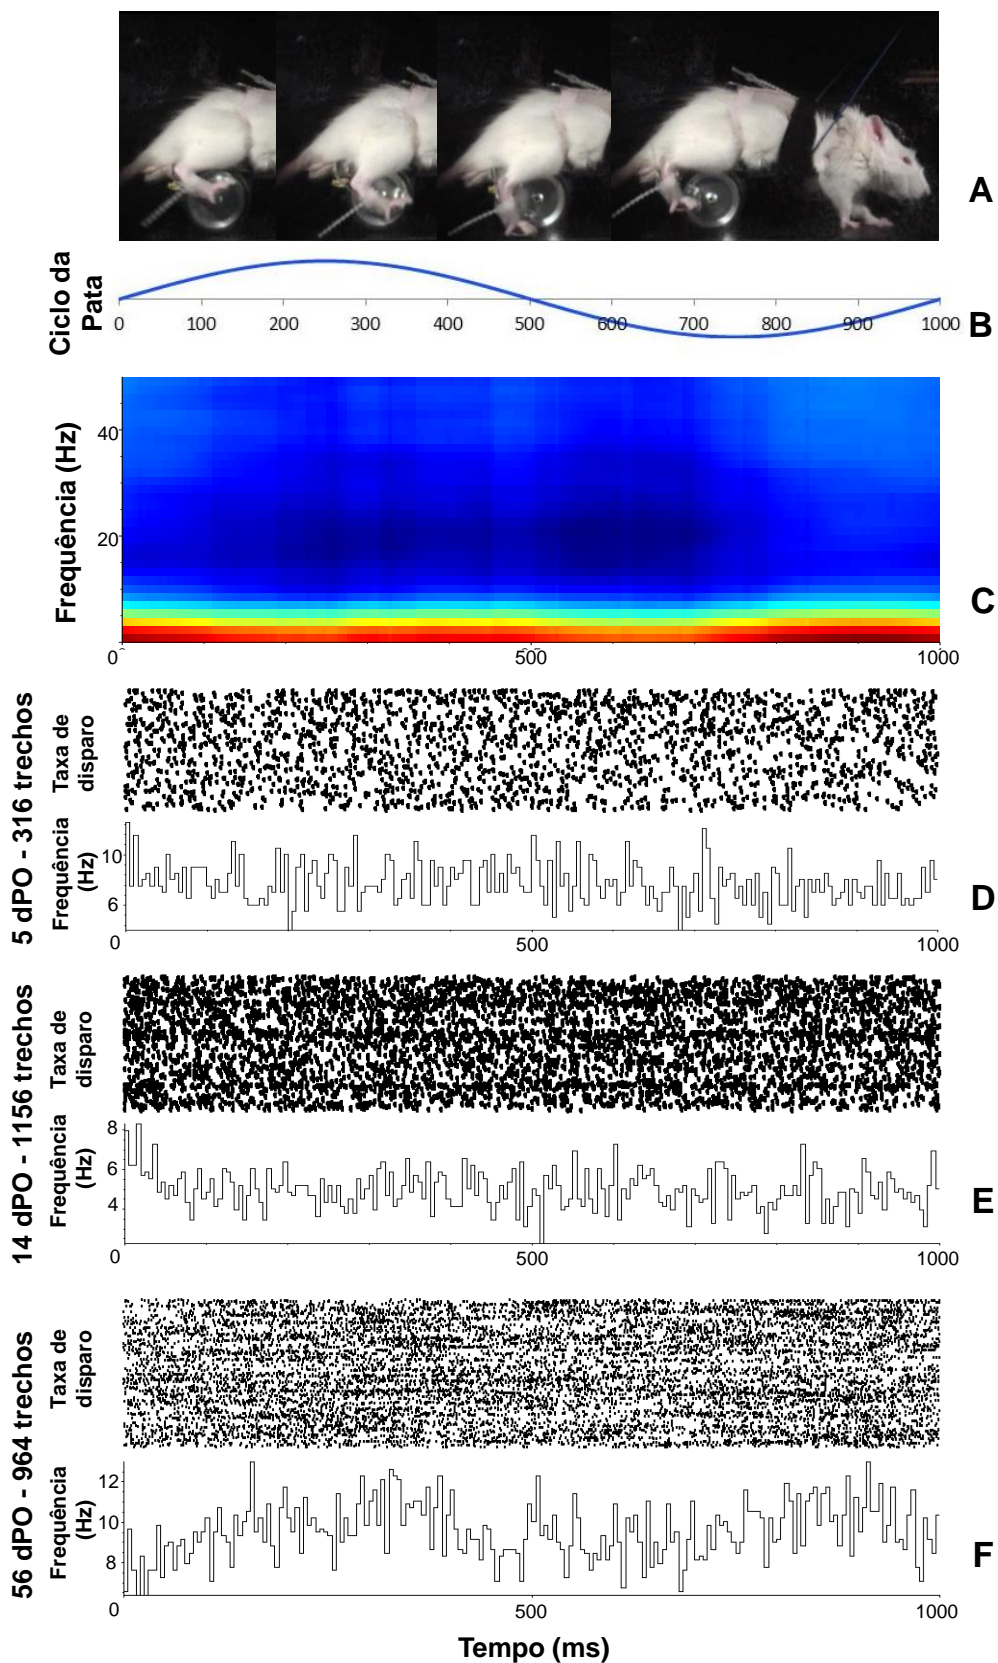 A
Ciclo da
Pata
0 100 200 300 400 500 600 700 800 900 1000
B
Frequência (Hz)
40
20
C
0 500 1000
5 dPO - 316 trechos
Taxa de
disparo
Frequência
(Hz)
10
6
D
0 500 1000
14 dPO - 1156 trechos
Taxa de
disparo
Frequência
(Hz)
8
6
4
E
0 500 1000
56 dPO - 964 trechos
Taxa de
disparo
Frequência
(Hz)
12
10
8
F
0 500 1000
Tempo (ms)